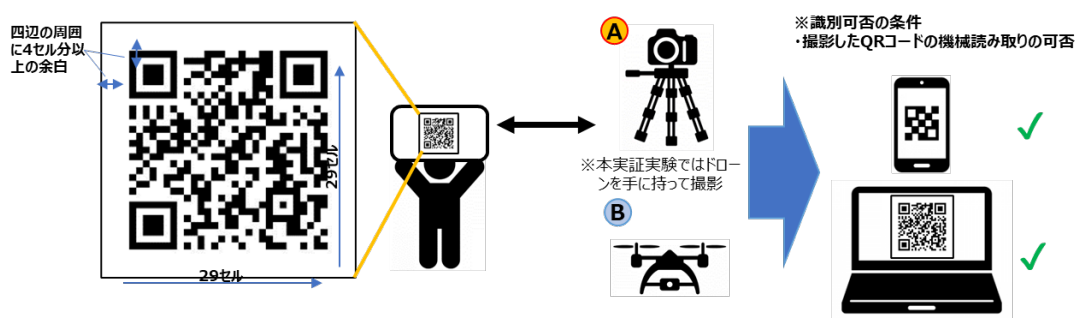 四辺の周囲
に4セル分以
上の余白
29セル
29セル
A
※本実証実験ではドロー
ンを手に持って撮影
B
※識別可否の条件
・撮影したQRコードの機械読み取りの可否